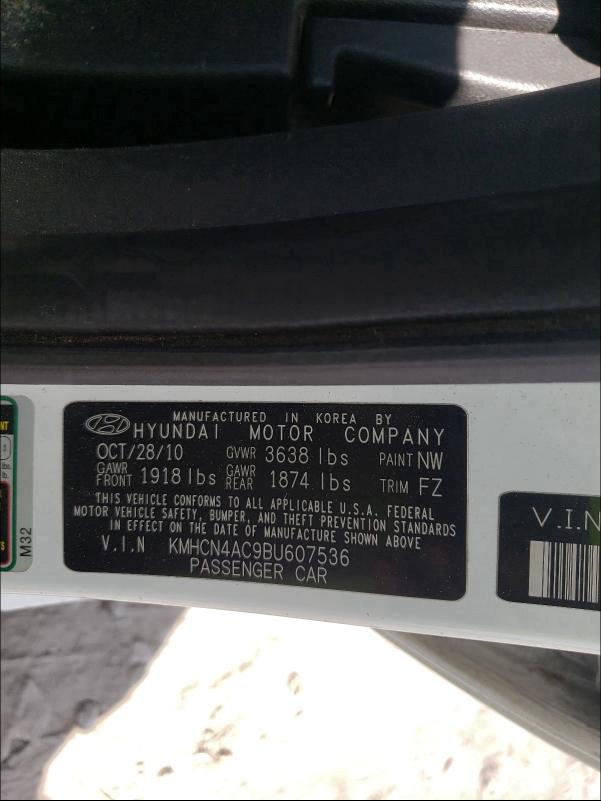 MANUFACTURED IN KOREA BY
HYUNDAI MOTOR COMPANY
OCT/28/10 GVWR 3638 lbs PAINT NW
GAWR FRONT 1918 lbs GAWR REAR 1874 lbs TRIM FZ
THIS VEHICLE CONFORMS TO ALL APPLICABLE U.S.A. FEDERAL
MOTOR VEHICLE SAFETY, BUMPER, AND THEFT PREVENTION STANDARDS
IN EFFECT ON THE DATE OF MANUFACTURE SHOWN ABOVE
V.I.N KMHCN4AC9BU607536
PASSENGER CAR
M32
lbs.
lb.
V.I.N